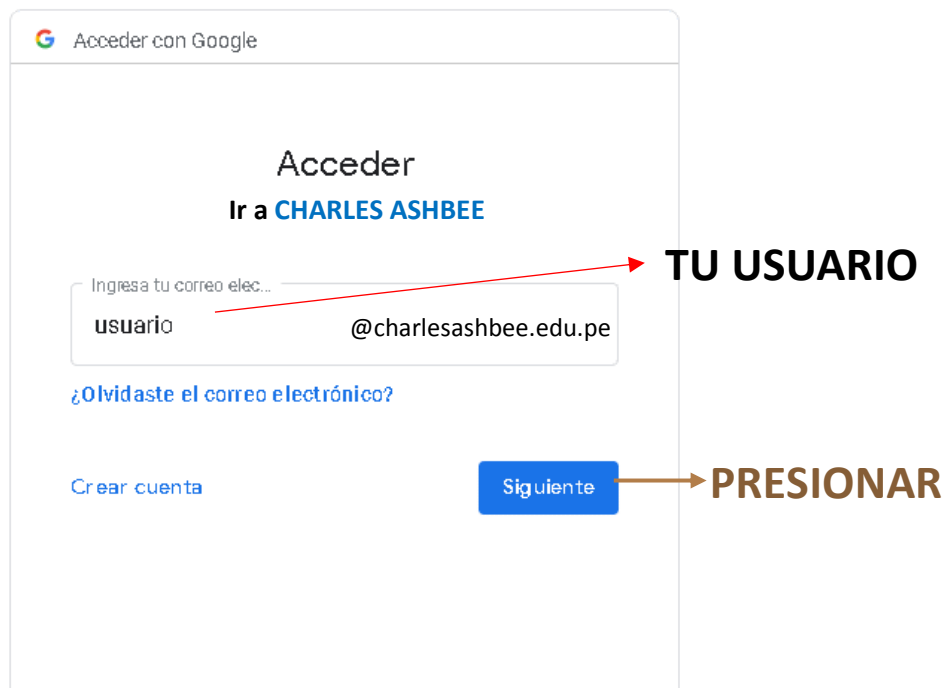 Acceder con Google
Acceder
Ir a CHARLES ASHBEE
TU USUARIO
Ingresa tu correo elec...
usuario @charlesashbee.edu.pe
¿Olvidaste el correo electrónico?
Crear cuenta Siguiente PRESIONAR